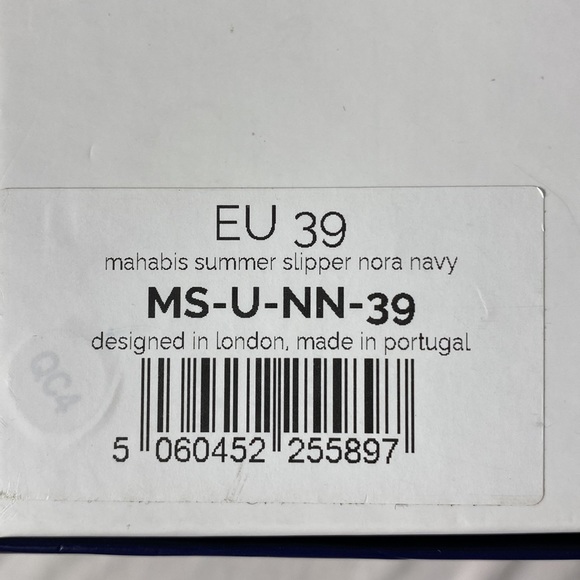 EU 39
mahabis summer slipper nora navy
MS-U-NN-39
designed in london, made in portugal
QC4
5 060452 255897